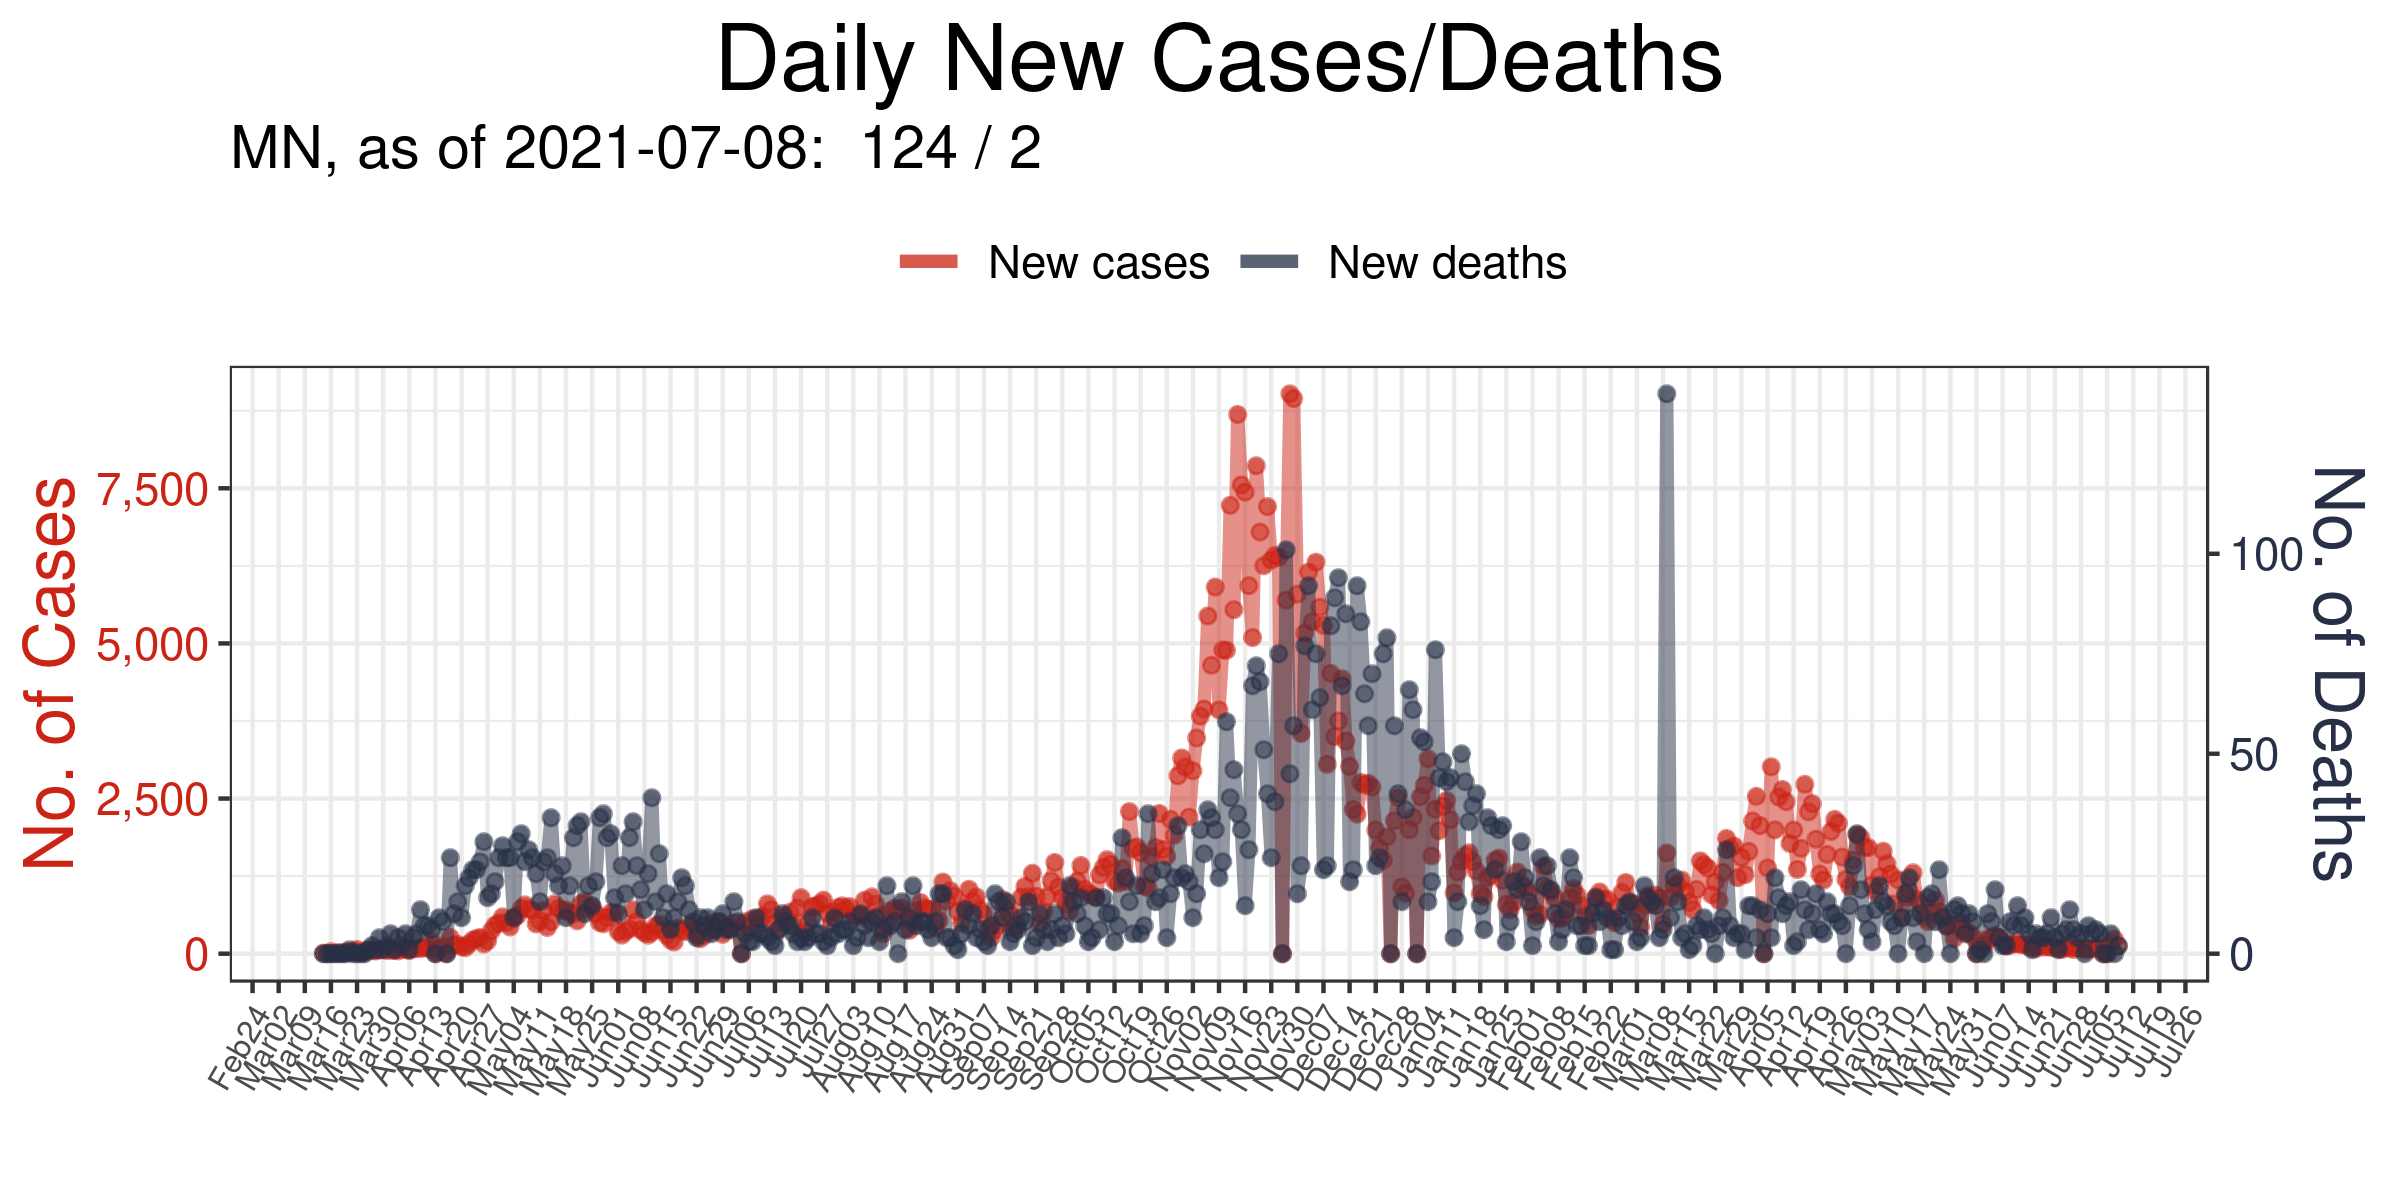 Daily New Cases/Deaths
MN, as of 2021-07-08: 124 / 2
New cases New deaths
No. of Cases
7,500
5,000
2,500
0
100
50
0
No. of Deaths
Feb24 Mar02 Mar09 Mar16 Mar23 Mar30 Apr06 Apr13 Apr20 Apr27 May04 May11 May18 May25 Jun01 Jun08 Jun15 Jun22 Jun29 Jul06 Jul13 Jul20 Jul27 Aug03 Aug10 Aug17 Aug24 Aug31 Sep07 Sep14 Sep21 Sep28 Oct05 Oct12 Oct19 Oct26 Nov02 Nov09 Nov16 Nov23 Nov30 Dec07 Dec14 Dec21 Dec28 Jan04 Jan11 Jan18 Jan25 Feb01 Feb08 Feb15 Feb22 Mar01 Mar08 Mar15 Mar22 Mar29 Apr05 Apr12 Apr19 Apr26 May03 May10 May17 May24 May31 Jun07 Jun14 Jun21 Jun28 Jul05 Jul12 Jul19 Jul26